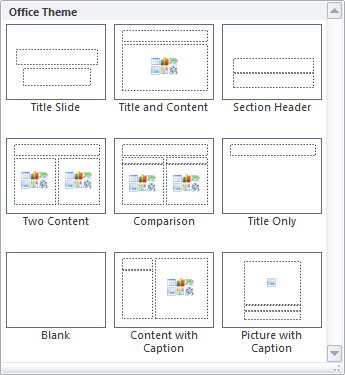 Office Theme
Title Slide
Title and Content
Section Header
Two Content
Comparison
Title Only
Blank
Content with
Caption
Picture with
Caption